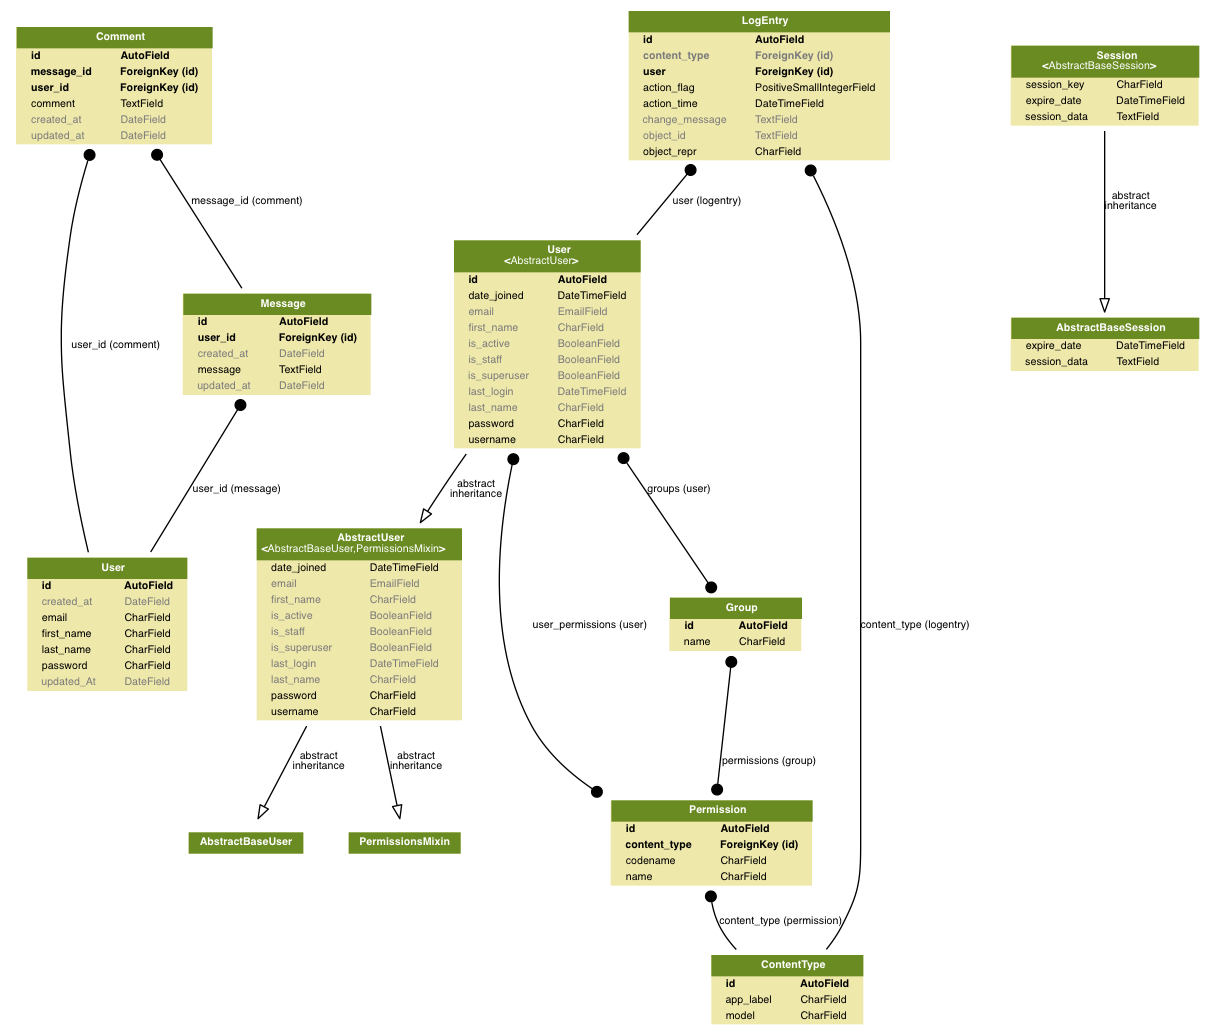 Comment
id AutoField
message_id ForeignKey (id)
user_id ForeignKey (id)
comment TextField
created_at DateField
updated_at DateField
LogEntry
id AutoField
content_type ForeignKey (id)
user ForeignKey (id)
action_flag PositiveSmallIntegerField
action_time DateTimeField
change_message TextField
object_id TextField
object_repr CharField
Session
<AbstractBaseSession>
session_key CharField
expire_date DateTimeField
session_data TextField
message_id (comment)
user (logentry)
abstract
inheritance
User
<AbstractUser>
id AutoField
date_joined DateTimeField
email EmailField
first_name CharField
is_active BooleanField
is_staff BooleanField
is_superuser BooleanField
last_login DateTimeField
last_name CharField
password CharField
username CharField
Message
id AutoField
user_id ForeignKey (id)
created_at DateField
message TextField
updated_at DateField
user_id (comment)
AbstractBaseSession
expire_date DateTimeField
session_data TextField
user_id (message)
abstract
inheritance
groups (user)
AbstractUser
<AbstractBaseUser,PermissionsMixin>
date_joined DateTimeField
email EmailField
first_name CharField
is_active BooleanField
is_staff BooleanField
is_superuser BooleanField
last_login DateTimeField
last_name CharField
password CharField
username CharField
User
id AutoField
created_at DateField
email CharField
first_name CharField
last_name CharField
password CharField
updated_At DateField
user_permissions (user)
Group
id AutoField
name CharField
content_type (logentry)
abstract
inheritance
abstract
inheritance
permissions (group)
AbstractBaseUser
PermissionsMixin
Permission
id AutoField
content_type ForeignKey (id)
codename CharField
name CharField
content_type (permission)
ContentType
id AutoField
app_label CharField
model CharField